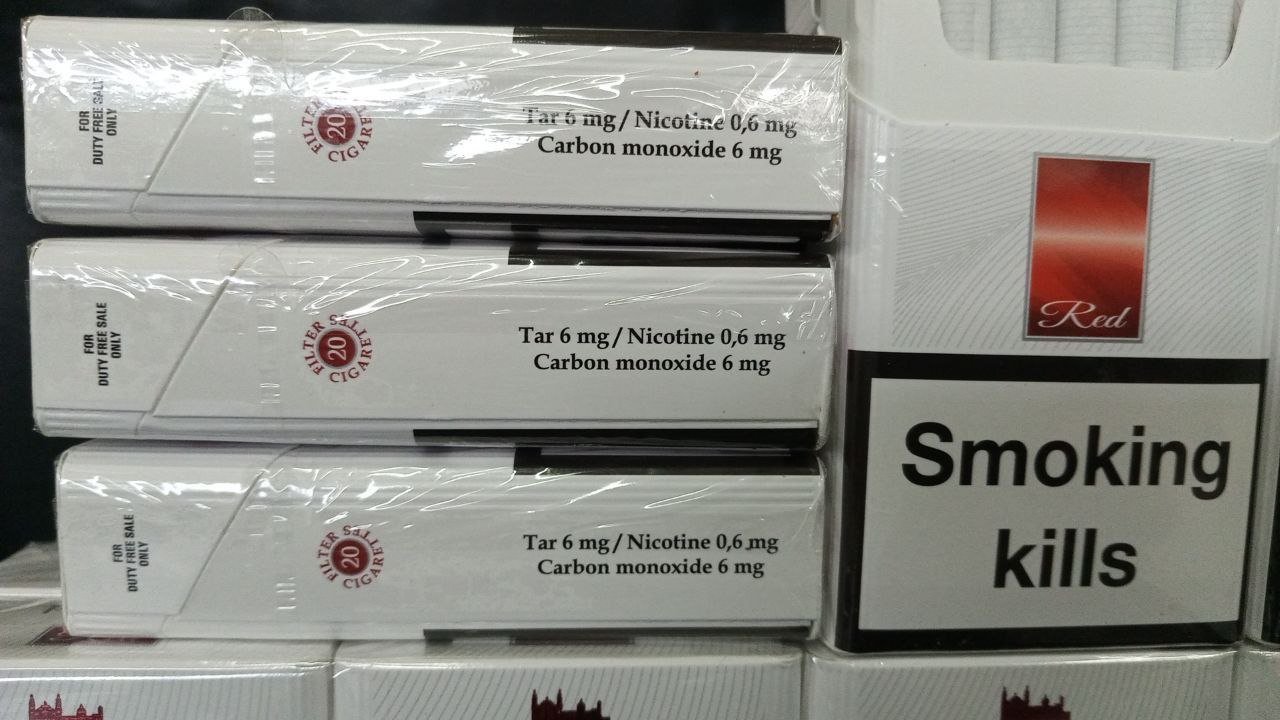 FOR
DUTY FREE SALE
ONLY
FILTER CIGARETTES
20
Tar 6 mg / Nicotine 0,6 mg
Carbon monoxide 6 mg
FOR
DUTY FREE SALE
ONLY
FILTER CIGARETTES
20
Tar 6 mg / Nicotine 0,6 mg
Carbon monoxide 6 mg
FOR
DUTY FREE SALE
ONLY
FILTER CIGARETTES
20
Tar 6 mg / Nicotine 0,6 mg
Carbon monoxide 6 mg
Red
Smoking
kills